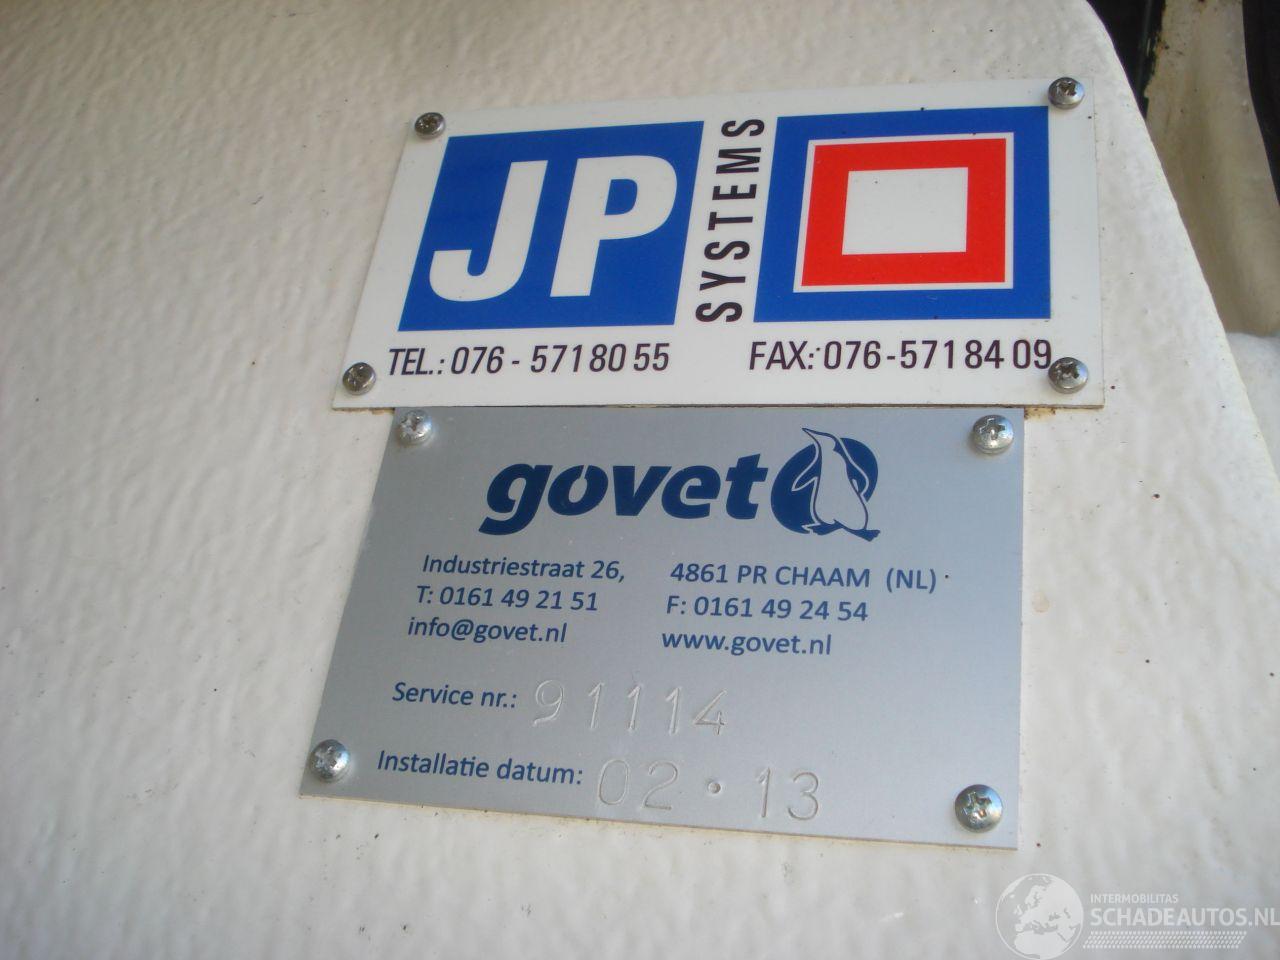 JP SYSTEMS
TEL.: 076 - 571 80 55 FAX.: 076 - 571 84 09
govet
Industriestraat 26, 4861 PR CHAAM (NL)
T: 0161 49 21 51 F: 0161 49 24 54
info@govet.nl www.govet.nl
Service nr.: 91114
Installatie datum: 02 • 13
INTERMOBILITAS
SCHADEAUTOS.NL